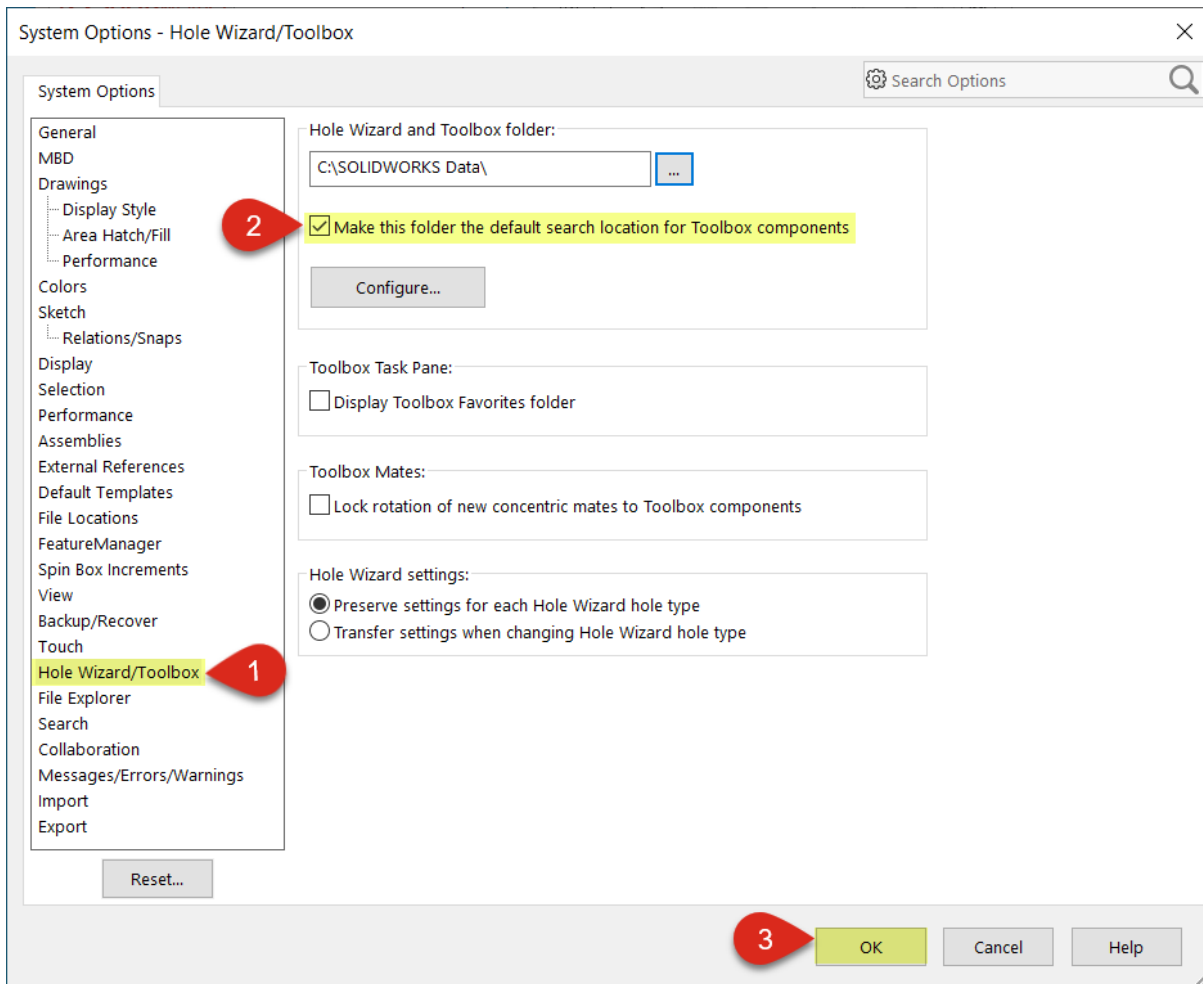 System Options - Hole Wizard/Toolbox
Search Options
System Options
General
MBD
Drawings
Display Style
Area Hatch/Fill
Performance
Colors
Sketch
Relations/Snaps
Display
Selection
Performance
Assemblies
External References
Default Templates
File Locations
FeatureManager
Spin Box Increments
View
Backup/Recover
Touch
Hole Wizard/Toolbox
1
File Explorer
Search
Collaboration
Messages/Errors/Warnings
Import
Export
Reset...
Hole Wizard and Toolbox folder:
C:\SOLIDWORKS Data\
...
2
Make this folder the default search location for Toolbox components
Configure...
Toolbox Task Pane:
Display Toolbox Favorites folder
Toolbox Mates:
Lock rotation of new concentric mates to Toolbox components
Hole Wizard settings:
Preserve settings for each Hole Wizard hole type
Transfer settings when changing Hole Wizard hole type
3
OK
Cancel
Help